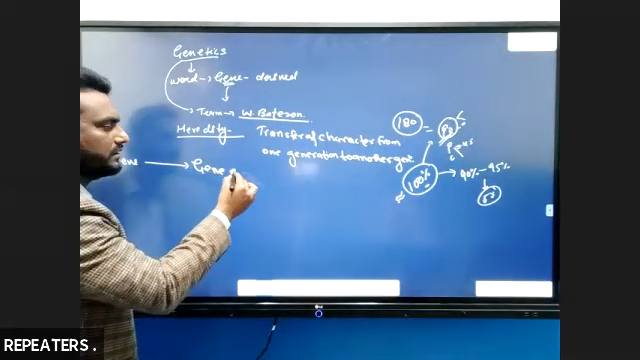 Genetics
word → Gene - derived
Term → W. Bateson.
Heredity - Transfer of character from
one generation to another gen.
180 =
100% → 90% - 95%
Gene
REPEATERS.